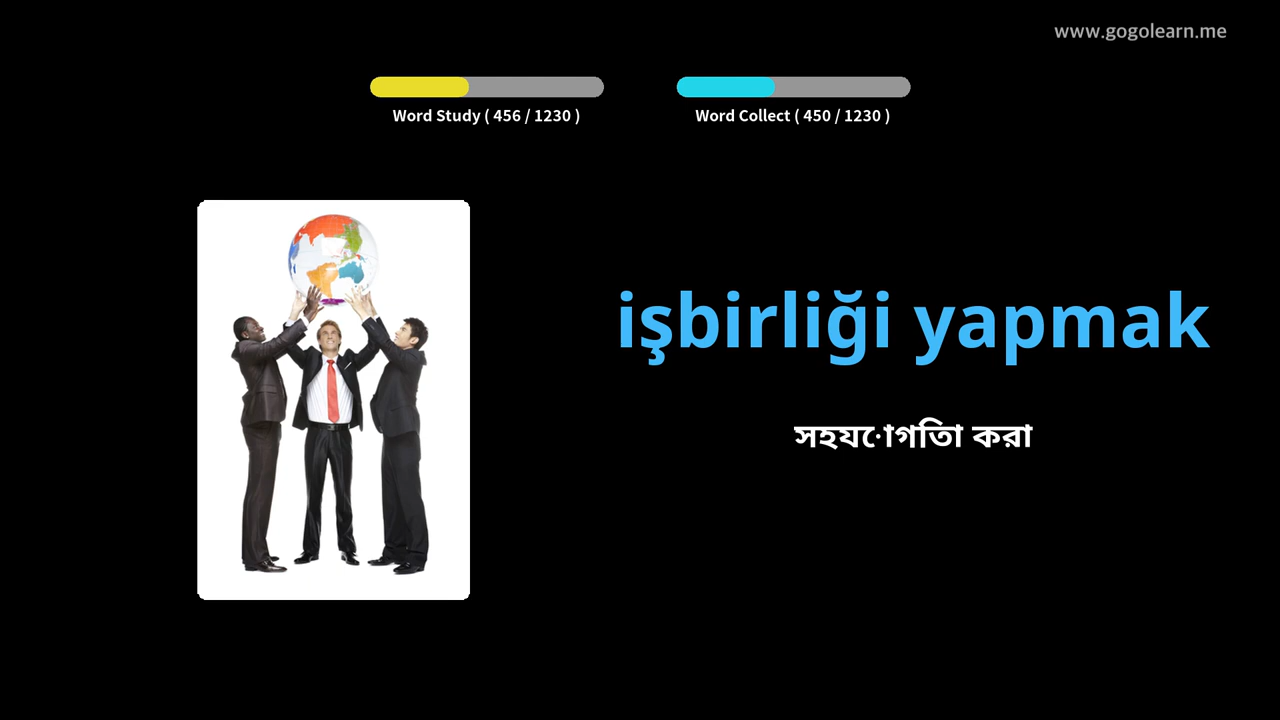 www.gogolearn.me
Word Study ( 456 / 1230 )
Word Collect ( 450 / 1230 )
işbirliği yapmak
সহযোগিতা করা